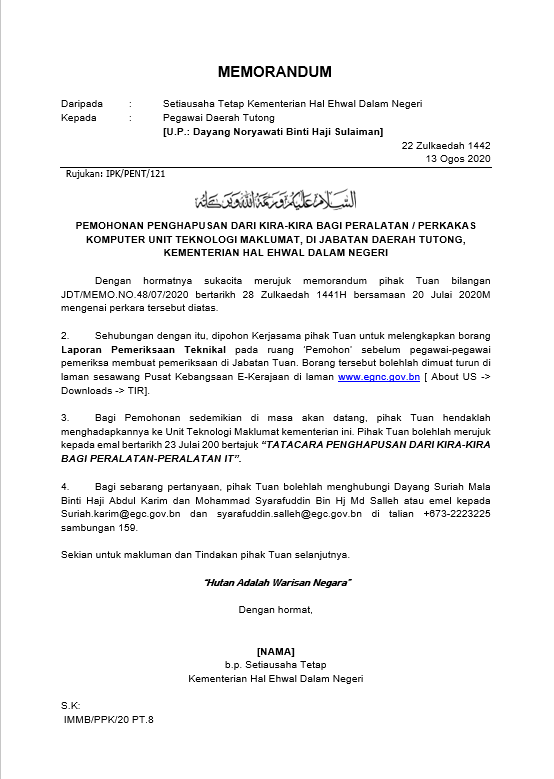 MEMORANDUM
Daripada : Setiausaha Tetap Kementerian Hal Ehwal Dalam Negeri
Kepada : Pegawai Daerah Tutong
[U.P.: Dayang Noryawati Binti Haji Sulaiman]
22 Zulkaedah 1442
13 Ogos 2020
Rujukan: IPK/PENT/121
السلام عليكم ورحمة الله وبركاته
PEMOHONAN PENGHAPUSAN DARI KIRA-KIRA BAGI PERALATAN / PERKAKAS
KOMPUTER UNIT TEKNOLOGI MAKLUMAT, DI JABATAN DAERAH TUTONG,
KEMENTERIAN HAL EHWAL DALAM NEGERI
Dengan hormatnya sukacita merujuk memorandum pihak Tuan bilangan
JDT/MEMO.NO.48/07/2020 bertarikh 28 Zulkaedah 1441H bersamaan 20 Julai 2020M
mengenai perkara tersebut diatas.
2. Sehubungan dengan itu, dipohon Kerjasama pihak Tuan untuk melengkapkan borang
Laporan Pemeriksaan Teknikal pada ruang ‘Pemohon’ sebelum pegawai-pegawai
pemeriksa membuat pemeriksaan di Jabatan Tuan. Borang tersebut bolehlah dimuat turun di
laman sesawang Pusat Kebangsaan E-Kerajaan di laman www.egnc.gov.bn [ About US ->
Downloads -> TIR].
3. Bagi Pemohonan sedemikian di masa akan datang, pihak Tuan hendaklah
menghadapkannya ke Unit Teknologi Maklumat kementerian ini. Pihak Tuan bolehlah merujuk
kepada emal bertarikh 23 Julai 200 bertajuk “TATACARA PENGHAPUSAN DARI KIRA-KIRA
BAGI PERALATAN-PERALATAN IT”.
4. Bagi sebarang pertanyaan, pihak Tuan bolehlah menghubungi Dayang Suriah Mala
Binti Haji Abdul Karim dan Mohammad Syarafuddin Bin Hj Md Salleh atau emel kepada
Suriah.karim@egc.gov.bn dan syarafuddin.salleh@egc.gov.bn di talian +673-2223225
sambungan 159.
Sekian untuk makluman dan Tindakan pihak Tuan selanjutnya.
“Hutan Adalah Warisan Negara”
Dengan hormat,
[NAMA]
b.p. Setiausaha Tetap
Kementerian Hal Ehwal Dalam Negeri
S.K:
IMMB/PPK/20 PT.8